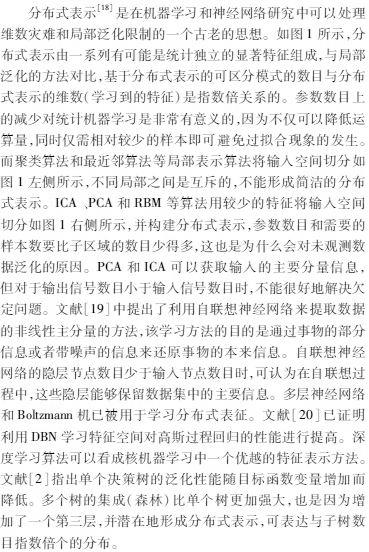 分布式表示[18]是在机器学习和神经网络研究中可以处理
维数灾难和局部泛化限制的一个古老的思想。如图1所示,分
布式表示由一系列有可能是统计独立的显著特征组成,与局部
泛化的方法对比,基于分布式表示的可区分模式的数目与分布
式表示的维数(学习到的特征)是指数倍关系的。参数数目上
的减少对统计机器学习是非常有意义的,因为不仅可以降低运
算量,同时仅需相对较少的样本即可避免过拟合现象的发生。
而聚类算法和最近邻算法等局部表示算法将输入空间切分如
图1左侧所示,不同局部之间是互斥的,不能形成简洁的分布
式表示。ICA、PCA和RBM等算法用较少的特征将输入空间
切分如图1右侧所示,并构建分布式表示,参数数目和需要的
样本数要比子区域的数目少得多,这也是为什么会对未观测数
据泛化的原因。PCA和ICA可以获取输入的主要分量信息,
但对于输出信号数目小于输入信号数目时,不能很好地解决欠
定问题。文献[19]中提出了利用自联想神经网络来提取数据
的非线性主分量的方法,该学习方法的目的是通过事物的部分
信息或者带噪声的信息来还原事物的本来信息。自联想神经
网络的隐层节点数目少于输入节点数目时,可认为在自联想过
程中,这些隐层能够保留数据集中的主要信息。多层神经网络
和Boltzmann机已被用于学习分布式表征。文献[20]已证明
利用DBN学习特征空间对高斯过程回归的性能进行提高。深
度学习算法可以看成核机器学习中一个优越的特征表示方法。
文献[2]指出单个决策树的泛化性能随目标函数变量增加而
降低。多个树的集成(森林)比单个树更加强大,也是因为增
加了一个第三层,并潜在地形成分布式表示,可表达与子树数
目指数倍个的分布。